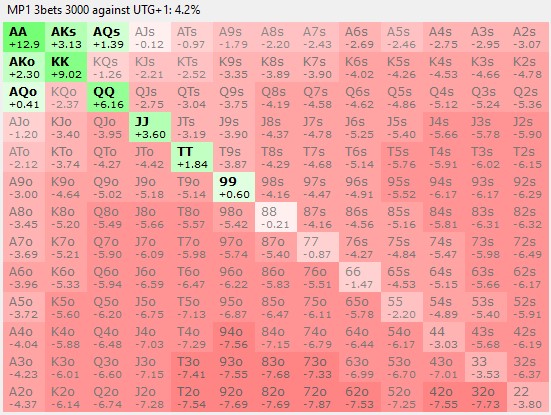 MP1 3bets 3000 against UTG+1: 4.2%
AA AKs AQs AJs ATs A9s A8s A7s A6s A5s A4s A3s A2s
+12.9 +3.13 +1.39 -0.12 -0.97 -1.79 -2.20 -2.43 -2.69 -2.46 -2.75 -2.91 -3.07
AKo KK KQs KJs KTs K9s K8s K7s K6s K5s K4s K3s K2s
+2.30 +9.02 -1.26 -2.21 -2.52 -3.35 -3.89 -3.90 -4.02 -4.26 -4.53 -4.66 -4.78
AQo KQo QQ QJs QTs Q9s Q8s Q7s Q6s Q5s Q4s Q3s Q2s
+0.41 -2.37 +6.16 -2.75 -3.04 -3.75 -4.19 -4.58 -4.62 -4.86 -5.12 -5.24 -5.36
AJo KJo QJo JJ JTs J9s J8s J7s J6s J5s J4s J3s J2s
-1.20 -3.40 -3.95 +3.60 -3.19 -3.90 -4.37 -4.78 -5.25 -5.40 -5.66 -5.78 -5.90
ATo KTo QTo JTo TT T9s T8s T7s T6s T5s T4s T3s T2s
-2.12 -3.74 -4.27 -4.42 +1.84 -3.87 -4.29 -4.68 -5.14 -5.76 -5.91 -6.02 -6.15
A9o K9o Q9o J9o T9o 99 98s 97s 96s 95s 94s 93s 92s
-3.00 -4.64 -5.02 -5.18 -5.14 +0.60 -4.16 -4.47 -4.91 -5.52 -6.17 -6.17 -6.29
A8o K8o Q8o J8o T8o 98o 88 87s 86s 85s 84s 83s 82s
-3.45 -5.20 -5.49 -5.66 -5.57 -5.42 -0.21 -4.16 -4.56 -5.16 -5.81 -6.31 -6.32
A7o K7o Q7o J7o T7o 97o 87o 77 76s 75s 74s 73s 72s
-3.69 -5.21 -5.90 -6.09 -5.98 -5.74 -5.40 -0.87 -4.27 -4.84 -5.47 -5.98 -6.49
A6o K6o Q6o J6o T6o 96o 86o 76o 66 65s 64s 63s 62s
-3.96 -5.33 -5.94 -6.59 -6.47 -6.22 -5.83 -5.51 -1.47 -4.53 -5.15 -5.66 -6.17
A5o K5o Q5o J5o T5o 95o 85o 75o 65o 55 54s 53s 52s
-3.72 -5.60 -6.20 -6.75 -7.13 -6.87 -6.47 -6.11 -5.78 -2.20 -4.89 -5.40 -5.91
A4o K4o Q4o J4o T4o 94o 84o 74o 64o 54o 44 43s 42s
-4.04 -5.88 -6.48 -7.03 -7.29 -7.56 -7.15 -6.79 -6.44 -6.17 -3.03 -5.68 -6.19
A3o K3o Q3o J3o T3o 93o 83o 73o 63o 53o 43o 33 32s
-4.23 -6.01 -6.60 -7.15 -7.41 -7.55 -7.68 -7.33 -6.99 -6.70 -7.01 -3.53 -6.37
A2o K2o Q2o J2o T2o 92o 82o 72o 62o 52o 42o 32o 22
-4.37 -6.14 -6.74 -7.28 -7.54 -7.69 -7.69 -7.87 -7.53 -7.25 -7.55 -7.73 -3.80